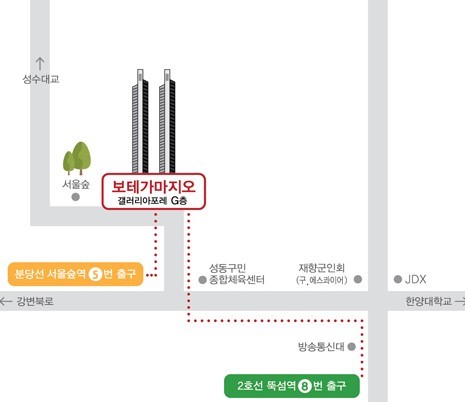 성수대교
서울숲
보테가마지오
갤러리아포레 G층
분당선 서울숲역 5번 출구
성동구민
종합체육센터
재향군인회
(구, 에스콰이어)
JDX
강변북로
한양대학교
방송통신대
2호선 뚝섬역 8번 출구